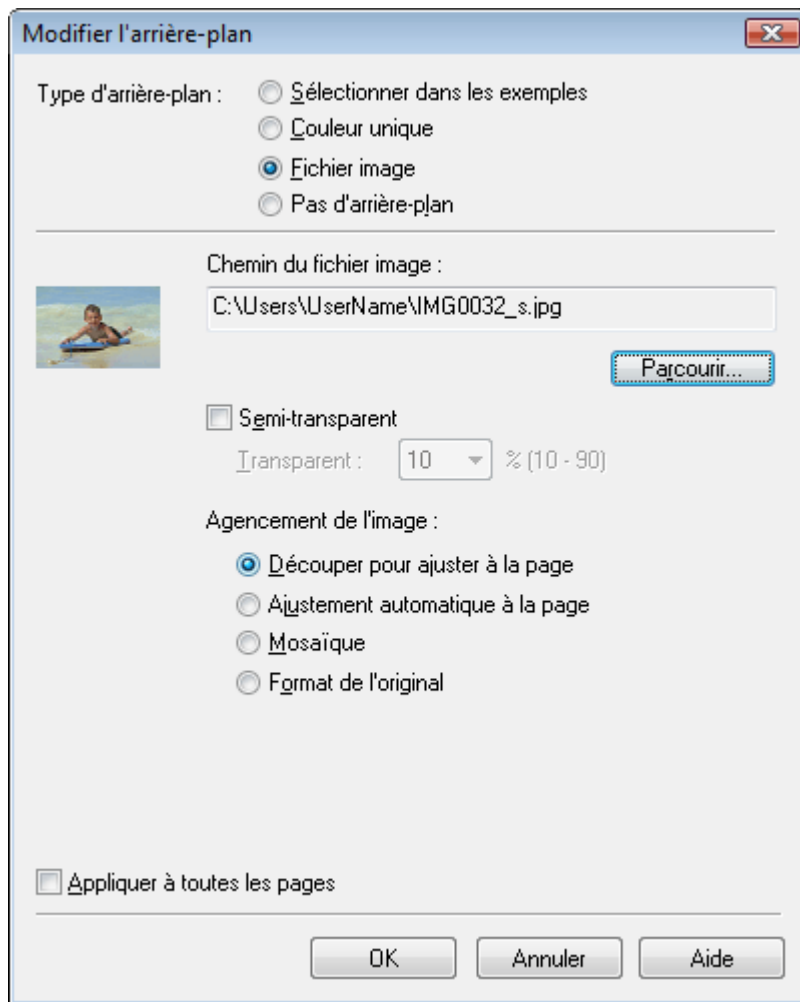 Modifier l'arrière-plan
Type d'arrière-plan :
Sélectionner dans les exemples
Couleur unique
Fichier image
Pas d'arrière-plan
Chemin du fichier image :
C:\Users\UserName\IMG0032_s.jpg
Parcourir...
Semi-transparent
Transparent : 10 % (10 - 90)
Agencement de l'image :
Découper pour ajuster à la page
Ajustement automatique à la page
Mosaïque
Format de l'original
Appliquer à toutes les pages
OK Annuler Aide